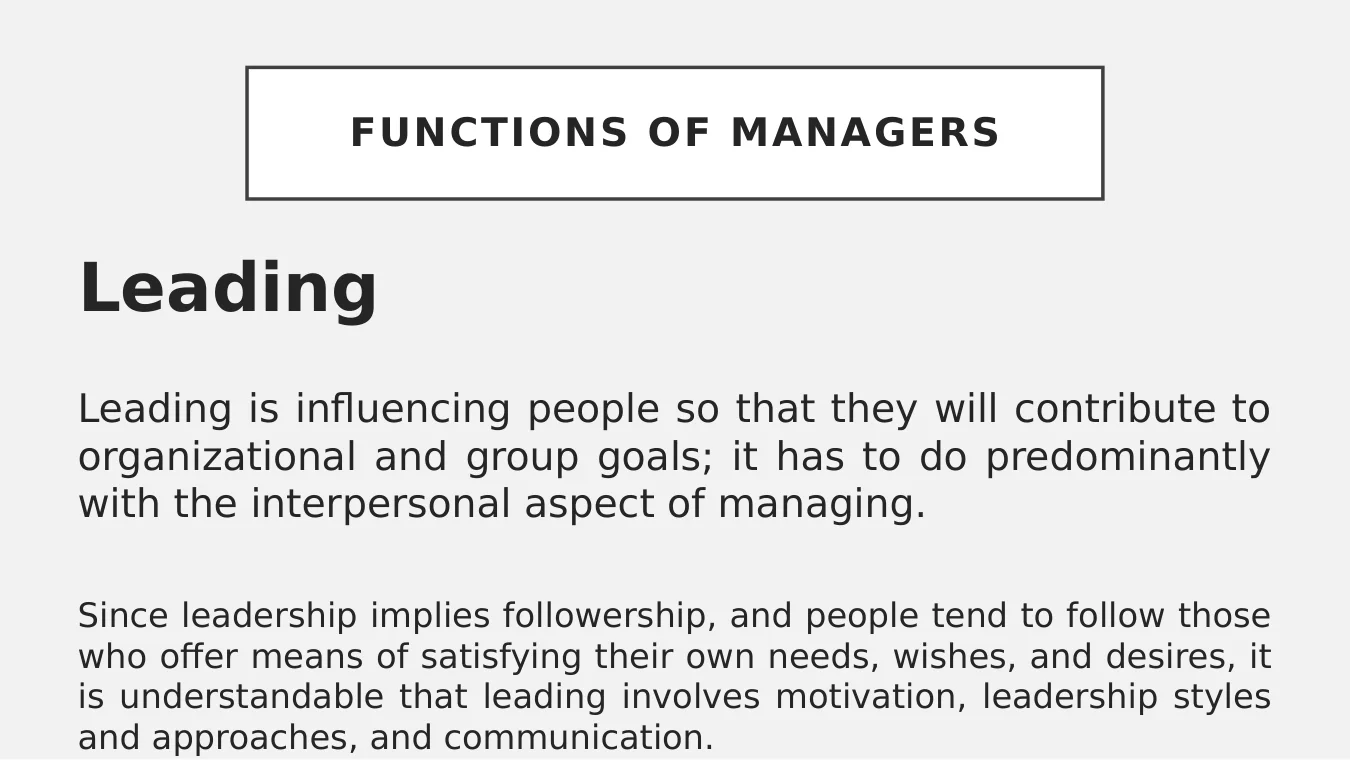 FUNCTIONS OF MANAGERS
Leading
Leading is influencing people so that they will contribute to
organizational and group goals; it has to do predominantly
with the interpersonal aspect of managing.
Since leadership implies followership, and people tend to follow those
who offer means of satisfying their own needs, wishes, and desires, it
is understandable that leading involves motivation, leadership styles
and approaches, and communication.